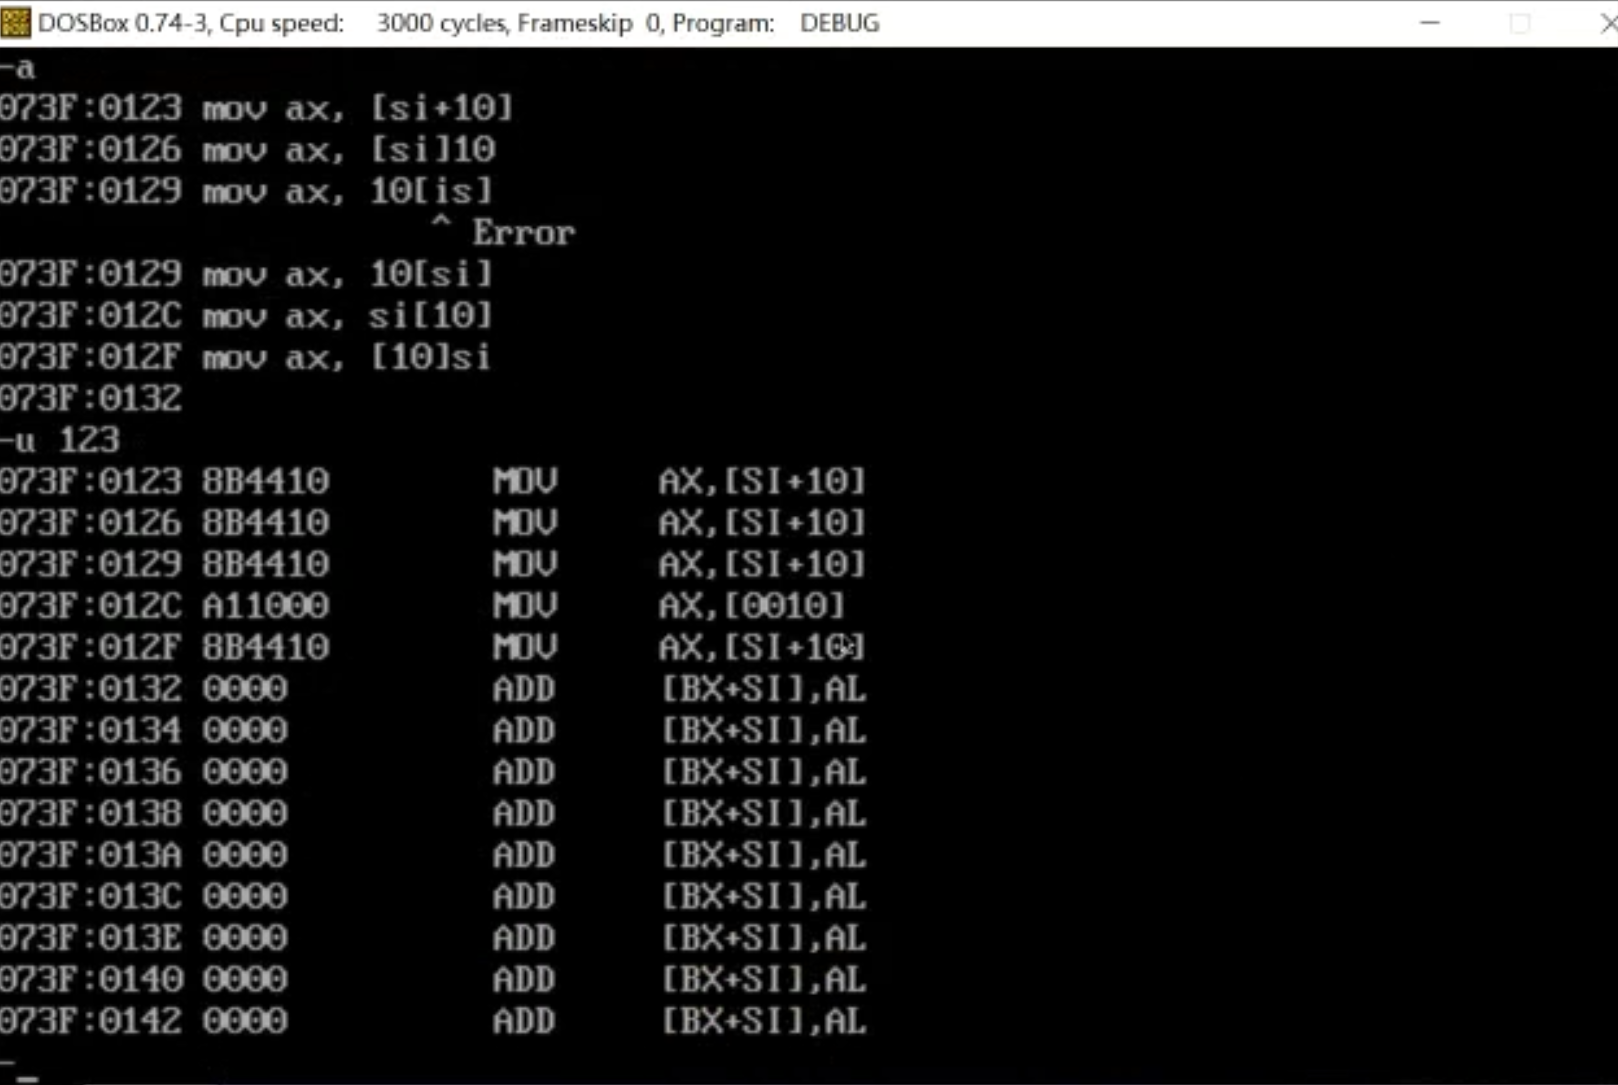 DOSBox 0.74-3, Cpu speed: 3000 cycles, Frameskip 0, Program: DEBUG
-a
073F:0123 mov ax, [si+10]
073F:0126 mov ax, [si]10
073F:0129 mov ax, 10[is]
^ Error
073F:0129 mov ax, 10[si]
073F:012C mov ax, si[10]
073F:012F mov ax, [10]si
073F:0132
-u 123
073F:0123 8B4410 MOV AX,[SI+10]
073F:0126 8B4410 MOV AX,[SI+10]
073F:0129 8B4410 MOV AX,[SI+10]
073F:012C A11000 MOV AX,[0010]
073F:012F 8B4410 MOV AX,[SI+10]
073F:0132 0000 ADD [BX+SI],AL
073F:0134 0000 ADD [BX+SI],AL
073F:0136 0000 ADD [BX+SI],AL
073F:0138 0000 ADD [BX+SI],AL
073F:013A 0000 ADD [BX+SI],AL
073F:013C 0000 ADD [BX+SI],AL
073F:013E 0000 ADD [BX+SI],AL
073F:0140 0000 ADD [BX+SI],AL
073F:0142 0000 ADD [BX+SI],AL
-_